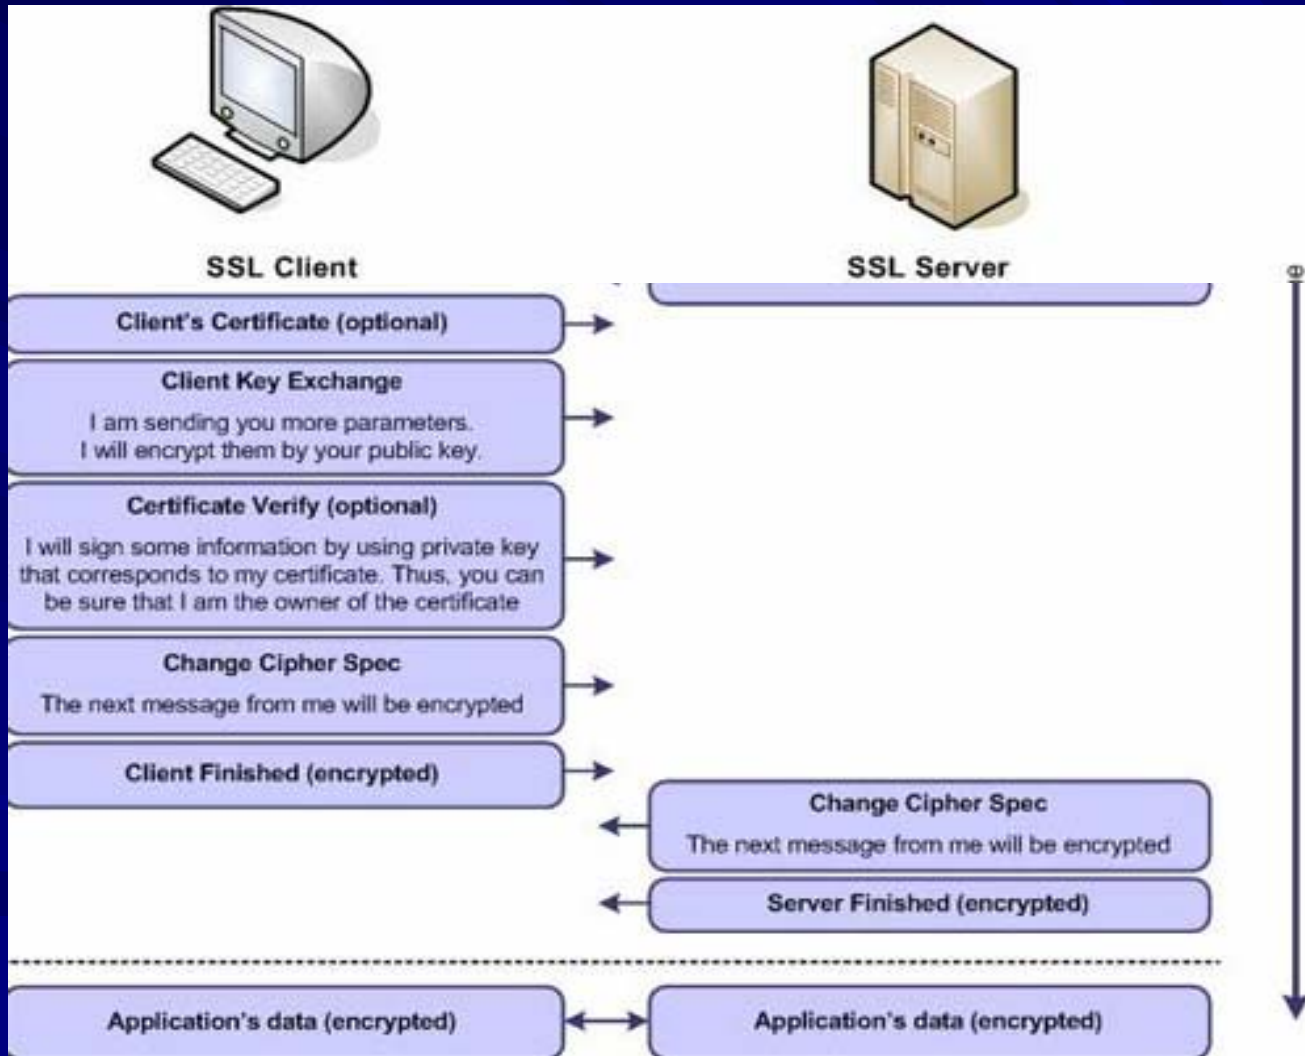 SSL Client
SSL Server
Client's Certificate (optional)
Client Key Exchange
I am sending you more parameters.
I will encrypt them by your public key.
Certificate Verify (optional)
I will sign some information by using private key
that corresponds to my certificate. Thus, you can
be sure that I am the owner of the certificate
Change Cipher Spec
The next message from me will be encrypted
Client Finished (encrypted)
Change Cipher Spec
The next message from me will be encrypted
Server Finished (encrypted)
Application's data (encrypted)
Application's data (encrypted)